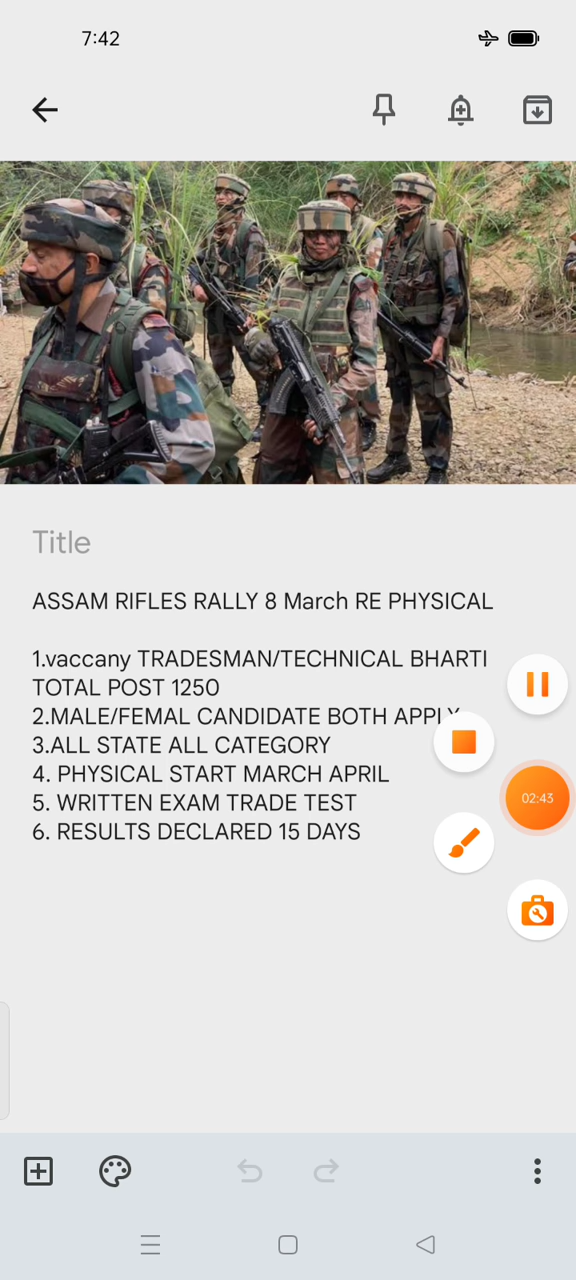 7:42
Title
ASSAM RIFLES RALLY 8 March RE PHYSICAL
1.vaccany TRADESMAN/TECHNICAL BHARTI
TOTAL POST 1250
2.MALE/FEMAL CANDIDATE BOTH APPLY
3.ALL STATE ALL CATEGORY
4. PHYSICAL START MARCH APRIL
5. WRITTEN EXAM TRADE TEST
6. RESULTS DECLARED 15 DAYS
02:43